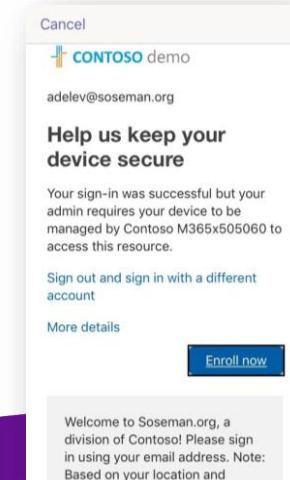 Cancel
CONTOSO demo
adelev@soseman.org
Help us keep your
device secure
Your sign-in was successful but your
admin requires your device to be
managed by Contoso M365x505060 to
access this resource.
Sign out and sign in with a different
account
More details
Enroll now
Welcome to Soseman.org, a
division of Contoso! Please sign
in using your email address. Note:
Based on your location and